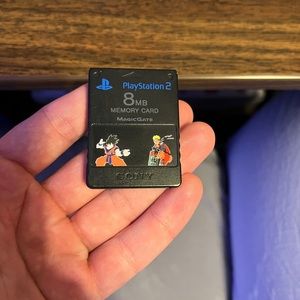 PlayStation 2
8MB
MEMORY CARD
MAGICGATE
SONY